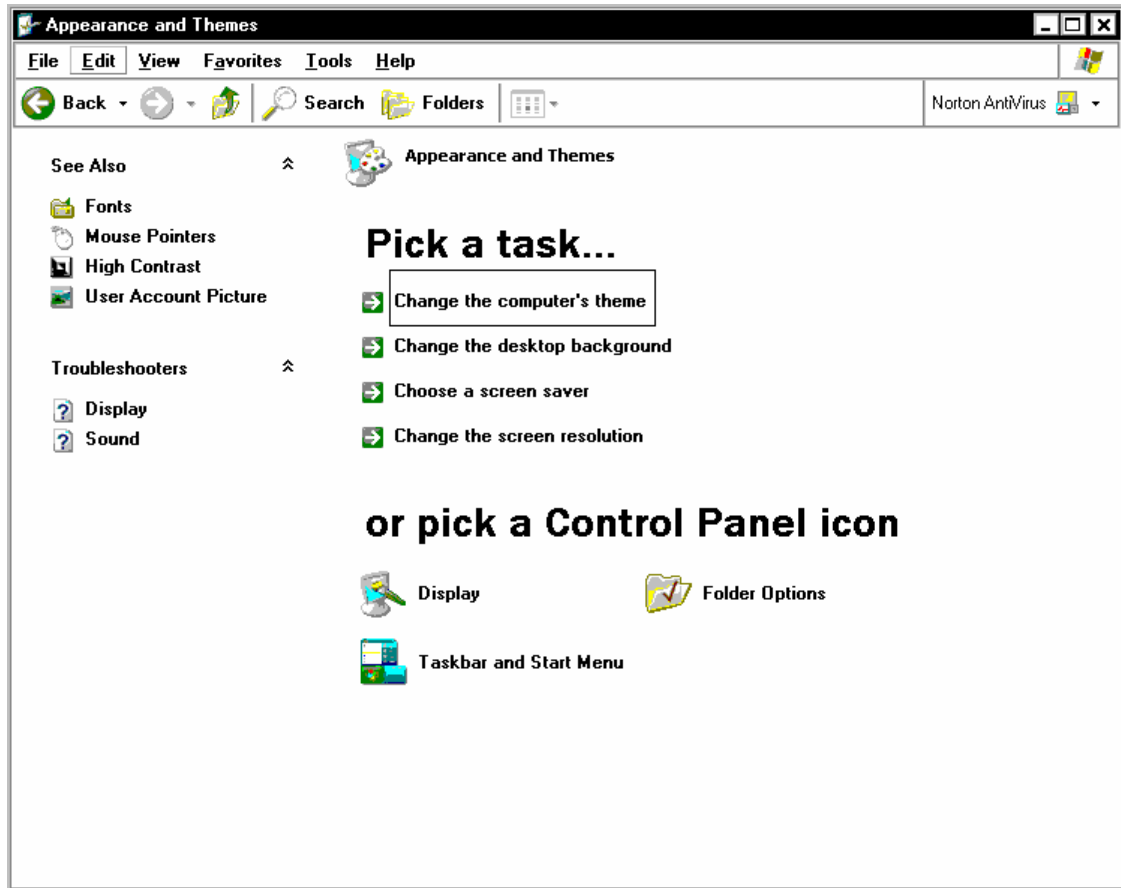 Appearance and Themes
File Edit View Favorites Tools Help
Back Search Folders Norton AntiVirus
See Also
Fonts
Mouse Pointers
High Contrast
User Account Picture
Troubleshooters
Display
Sound
Appearance and Themes
Pick a task...
Change the computer's theme
Change the desktop background
Choose a screen saver
Change the screen resolution
or pick a Control Panel icon
Display Folder Options
Taskbar and Start Menu